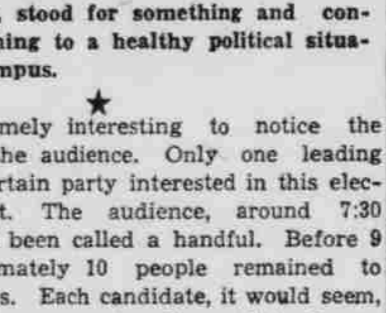 , stood for something and con-
ning to a healthy political situa-
mpus.
★
mely interesting to notice the
he audience. Only one leading
rtain party interested in this elec-
t. The audience, around 7:30
been called a handful. Before 9
mately 10 people remained to
s. Each candidate, it would seem,